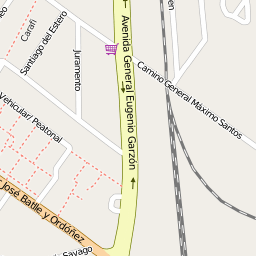 Carafí
Santiago del Estero
Juramento
Avenida General Eugenio Garzón
Camino General Máximo Santos
Vehicular/ Peatonal
José Batlle y Ordóñez
Savago